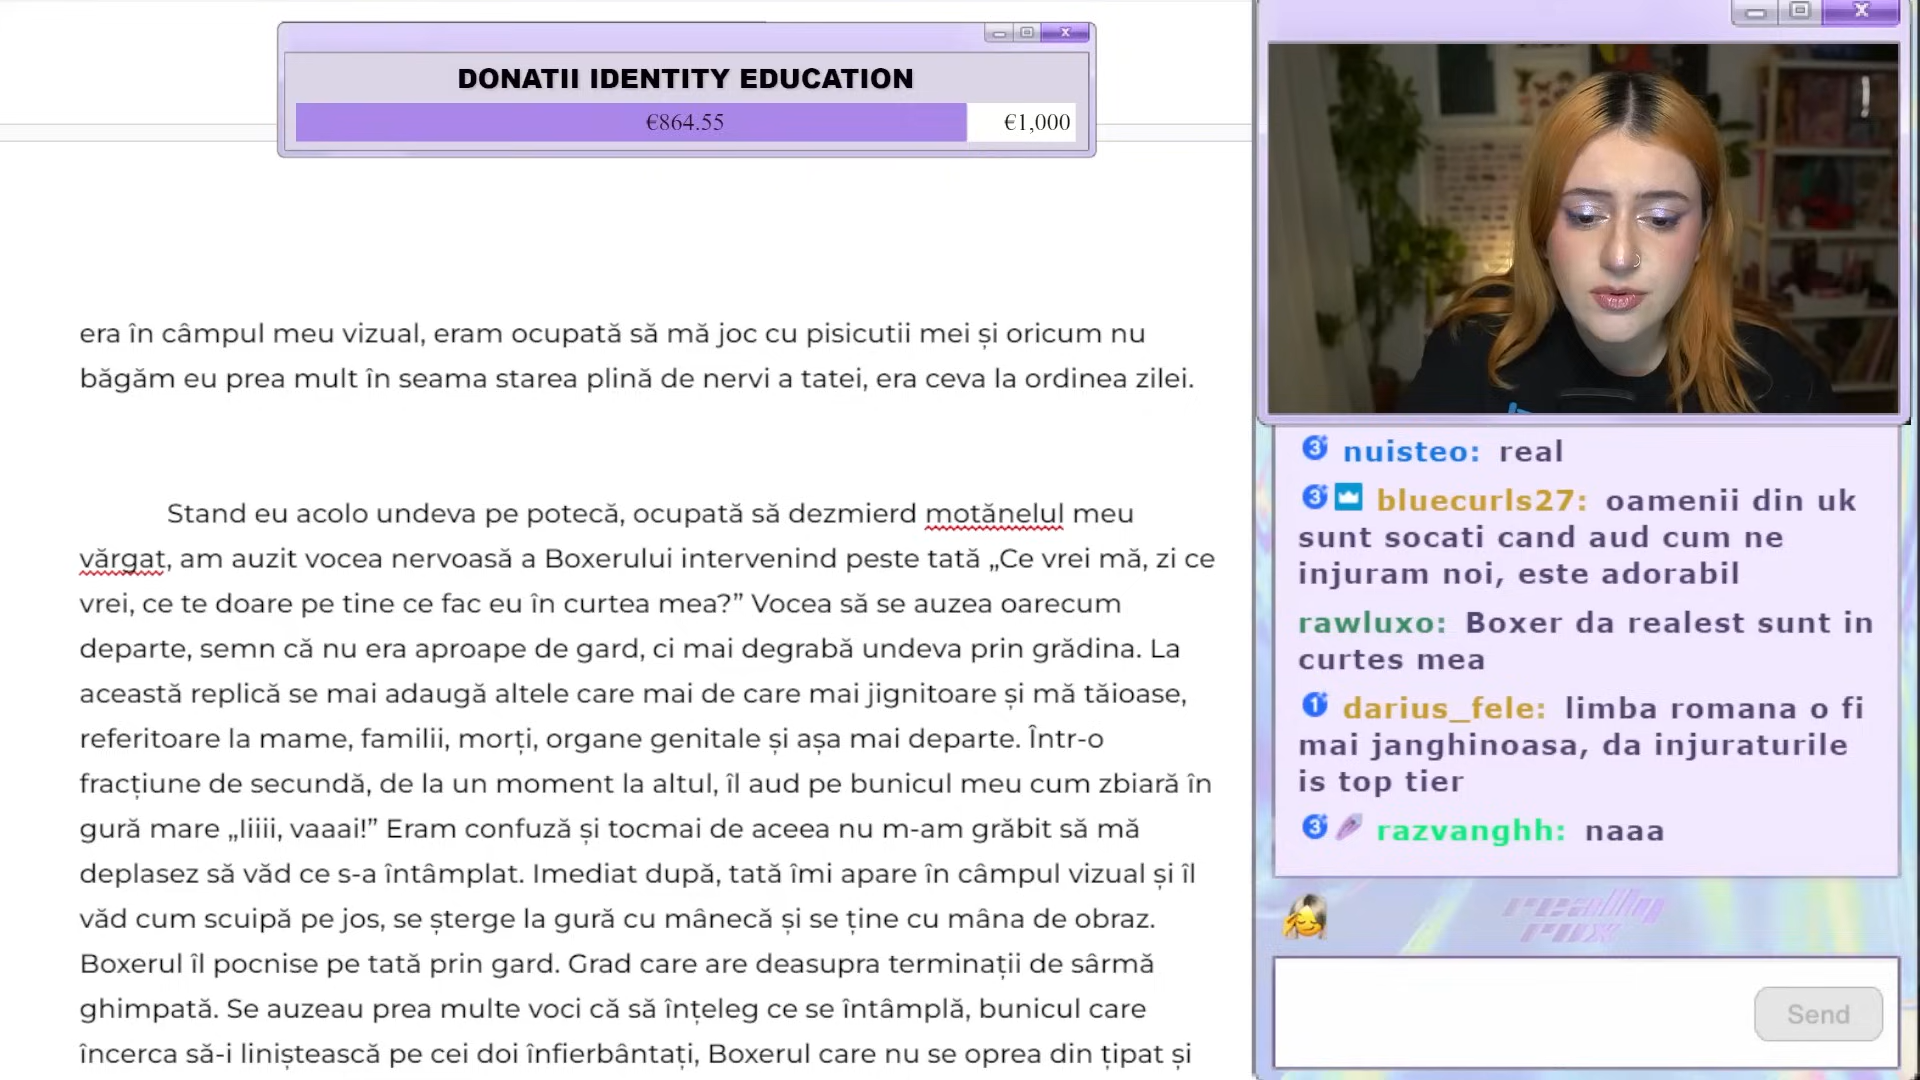 DONATII IDENTITY EDUCATION
€864.55
€1,000
era în câmpul meu vizual, eram ocupată să mă joc cu pisicutii mei și oricum nu
băgăm eu prea mult în seama starea plină de nervi a tatei, era ceva la ordinea zilei.
Stand eu acolo undeva pe potecă, ocupată să dezmierd motănelul meu
vărgat, am auzit vocea nervoasă a Boxerului intervenind peste tată „Ce vrei mă, zi ce
vrei, ce te doare pe tine ce fac eu în curtea mea?” Vocea să se auzea oarecum
departe, semn că nu era aproape de gard, ci mai degrabă undeva prin grădina. La
această replică se mai adaugă altele care mai de care mai jignitoare și mă tăioase,
referitoare la mame, familii, morți, organe genitale și așa mai departe. Într-o
fracțiune de secundă, de la un moment la altul, îl aud pe bunicul meu cum zbiară în
gură mare „Iiiii, vaaai!” Eram confuză și tocmai de aceea nu m-am grăbit să mă
deplasez să văd ce s-a întâmplat. Imediat după, tată îmi apare în câmpul vizual și îl
văd cum scuipă pe jos, se șterge la gură cu mânecă și se ține cu mâna de obraz.
Boxerul îl pocnise pe tată prin gard. Grad care are deasupra terminații de sârmă
ghimpată. Se auzeau prea multe voci că să înțeleg ce se întâmplă, bunicul care
încerca să-i liniștească pe cei doi înfierbântați, Boxerul care nu se oprea din țipat și
3 nuisteo: real
3 bluecurls27: oamenii din uk
sunt socati cand aud cum ne
injuram noi, este adorabil
rawluxo: Boxer da realest sunt in
curtes mea
1 darius_fele: limba romana o fi
mai janghinoasa, da injuraturile
is top tier
3 razvanghh: naaa
really
rux
Send